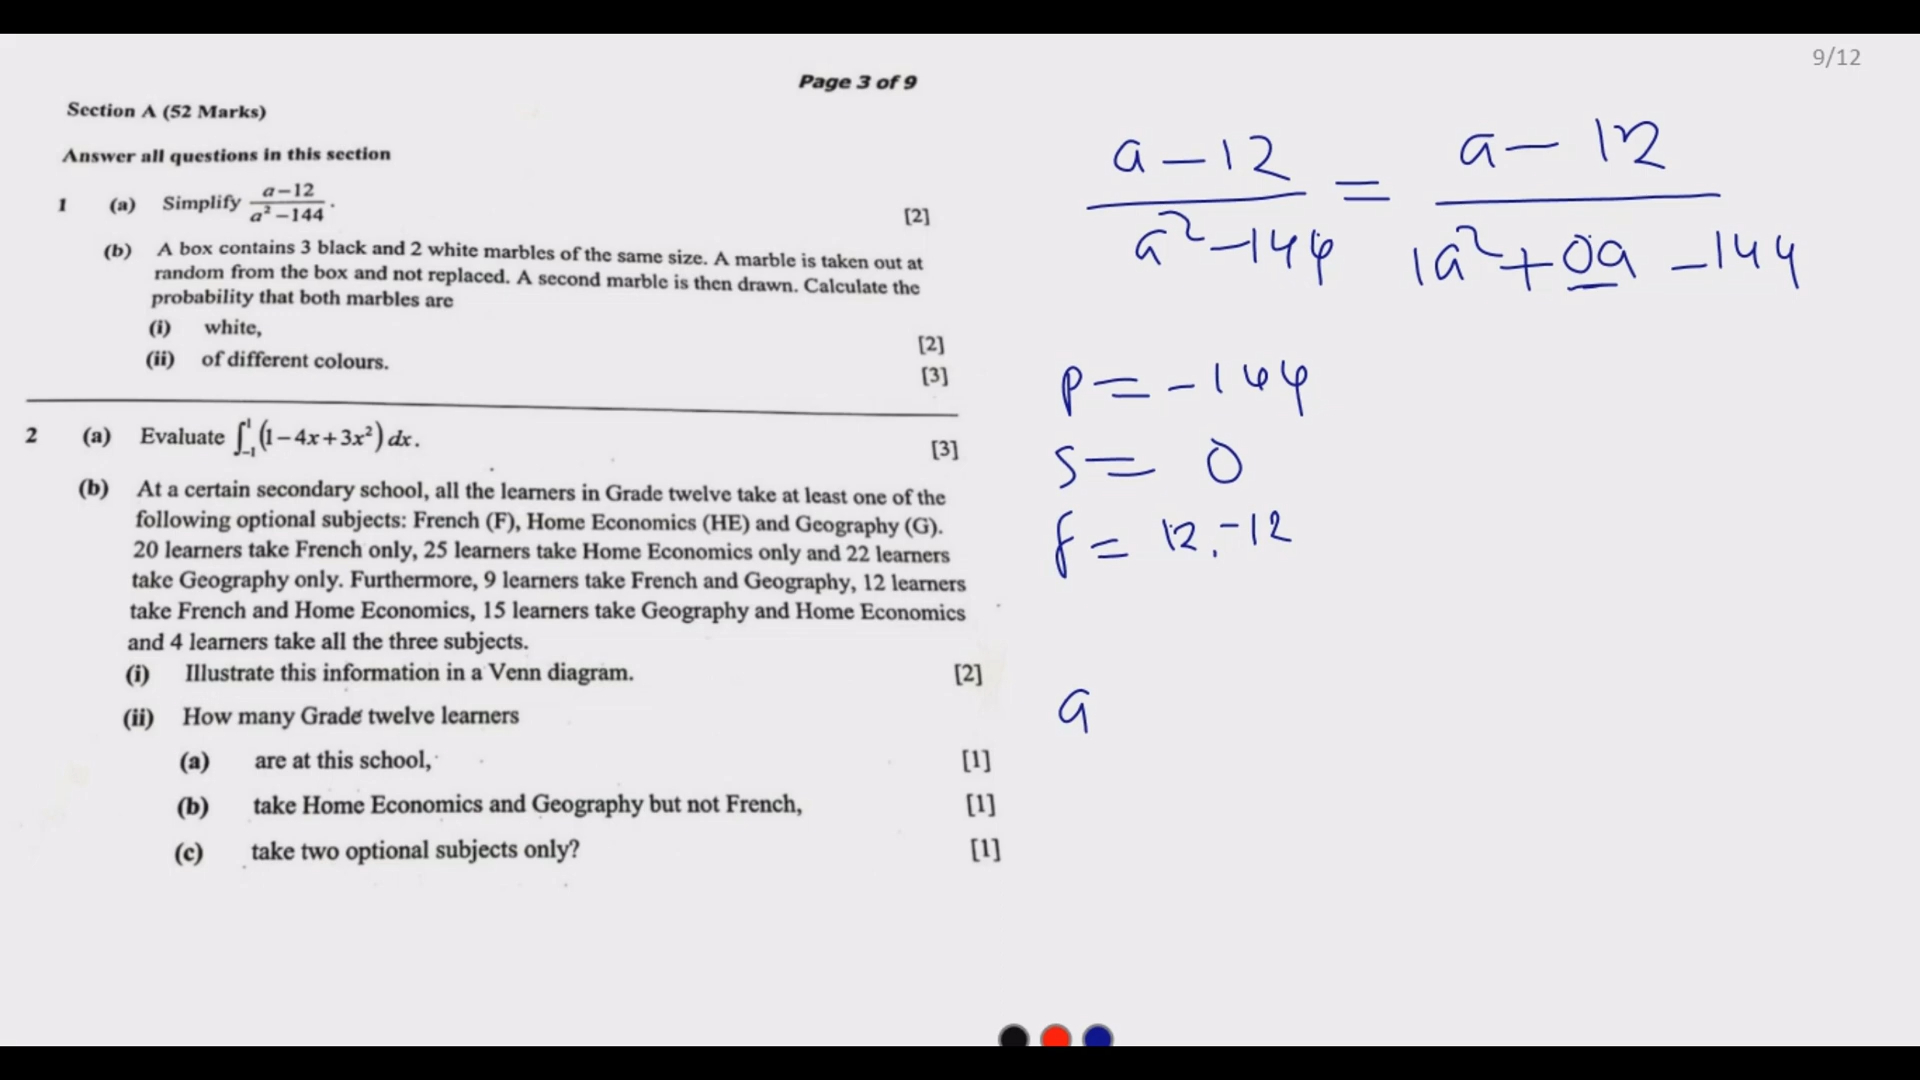 9/12
Page 3 of 9
Section A (52 Marks)
Answer all questions in this section
1 (a) Simplify (a−12)/(a² −144) . [2]
(b) A box contains 3 black and 2 white marbles of the same size. A marble is taken out at
random from the box and not replaced. A second marble is then drawn. Calculate the
probability that both marbles are
(i) white, [2]
(ii) of different colours. [3]
2 (a) Evaluate ∫₋₁¹ (1 − 4x + 3x²) dx. [3]
(b) At a certain secondary school, all the learners in Grade twelve take at least one of the
following optional subjects: French (F), Home Economics (HE) and Geography (G).
20 learners take French only, 25 learners take Home Economics only and 22 learners
take Geography only. Furthermore, 9 learners take French and Geography, 12 learners
take French and Home Economics, 15 learners take Geography and Home Economics
and 4 learners take all the three subjects.
(i) Illustrate this information in a Venn diagram. [2]
(ii) How many Grade twelve learners
(a) are at this school, [1]
(b) take Home Economics and Geography but not French, [1]
(c) take two optional subjects only? [1]
(a − 12)/(a² − 144) = (a − 12)/(1a² + 0a − 144)
P = −144
S = 0
f = 12, −12
a